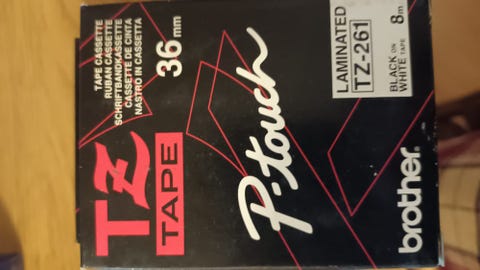 TZ
TAPE
TAPE CASSETTE
RUBAN CASSETTE
SCHRIFTBANDKASSETTE
CASSETTE DE CINTA
NASTRO IN CASSETTA
36 mm
P-touch
LAMINATED
TZ-261
BLACK ON
WHITE TAPE
8m
brother